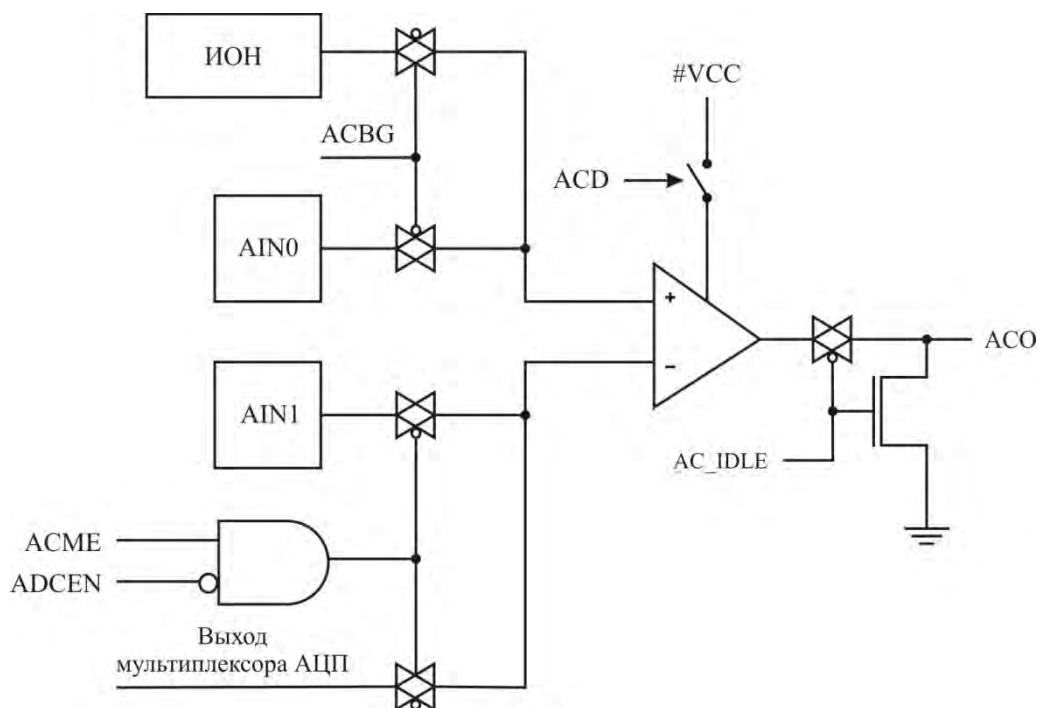 ИОН
#VCC
ACBG
ACD
AIN0
+
ACO
-
AIN1
AC_IDLE
ACME
ADCEN
Выход
мультиплексора АЦП